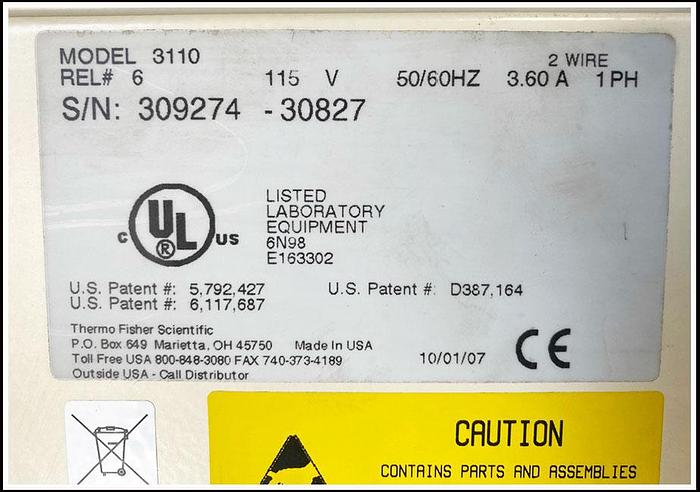 MODEL 3110
2 WIRE
REL# 6 115 V 50/60HZ 3.60 A 1PH
S/N: 309274 - 30827
C UL US
®
LISTED
LABORATORY
EQUIPMENT
6N98
E163302
U.S. Patent #: 5,792,427 U.S. Patent #: D387,164
U.S. Patent #: 6,117,687
Thermo Fisher Scientific
P.O. Box 649 Marietta, OH 45750 Made In USA
Toll Free USA 800-848-3080 FAX 740-373-4189 10/01/07 CE
Outside USA - Call Distributor
CAUTION
CONTAINS PARTS AND ASSEMBLIES